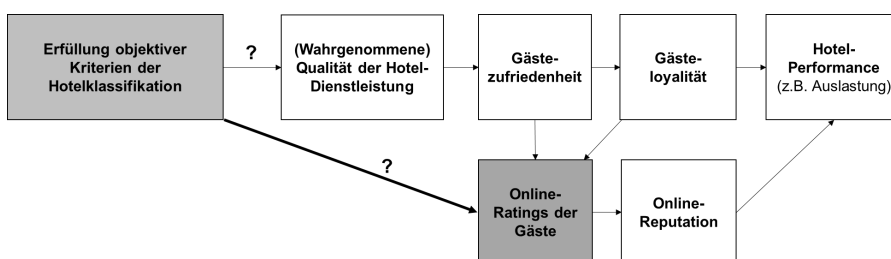 Erfüllung objektiver
Kriterien der
Hotelklassifikation
?
(Wahrgenommene)
Qualität der Hotel-
Dienstleistung
Gäste-
zufriedenheit
Gäste-
loyalität
Hotel-
Performance
(z.B. Auslastung)
?
Online-
Ratings der
Gäste
Online-
Reputation